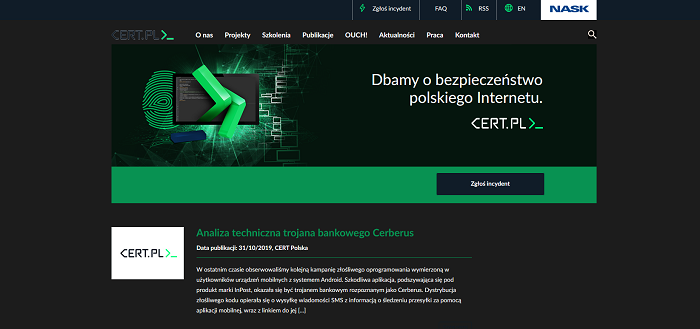 Zgłoś incydent FAQ RSS EN NASK
CERT.PL >_ O nas Projekty Szkolenia Publikacje OUCH! Aktualności Praca Kontakt
Dbamy o bezpieczeństwo
polskiego Internetu.
CERT.PL >_
Zgłoś incydent
Analiza techniczna trojana bankowego Cerberus
CERT.PL >_
Data publikacji: 31/10/2019, CERT Polska
W ostatnim czasie obserwowaliśmy kolejną kampanię złośliwego oprogramowania wymierzoną w
użytkowników urządzeń mobilnych z systemem Android. Szkodliwa aplikacja, podszywająca się pod
produkt marki InPost, okazała się być trojanem bankowym rozpoznanym jako Cerberus. Dystrybucja
złośliwego kodu opierała się o wysyłkę wiadomości SMS z informacją o śledzeniu przesyłki za pomocą
aplikacji mobilnej, wraz z linkiem do jej [...]